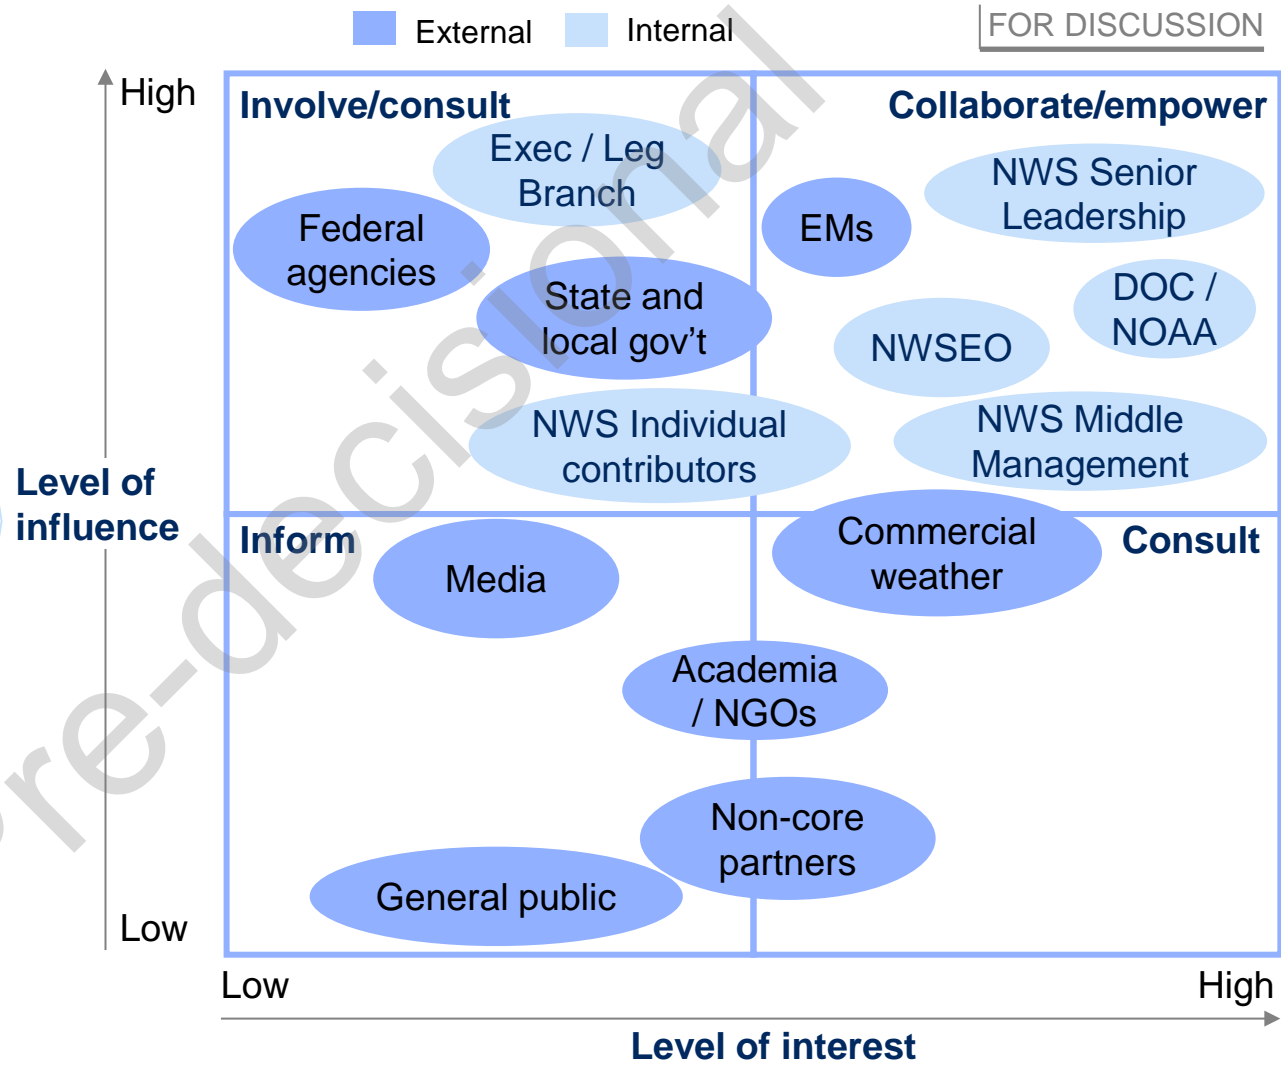 External
Internal
FOR DISCUSSION
High
Involve/consult
Collaborate/empower
Exec / Leg
Branch
NWS Senior
Leadership
Federal
agencies
EMs
State and
local gov’t
DOC /
NOAA
NWSEO
NWS Individual
contributors
NWS Middle
Management
Level of
influence
Inform
Consult
Media
Commercial
weather
Academia
/ NGOs
Non-core
partners
General public
Low
Low
High
Level of interest
Pre-decisional